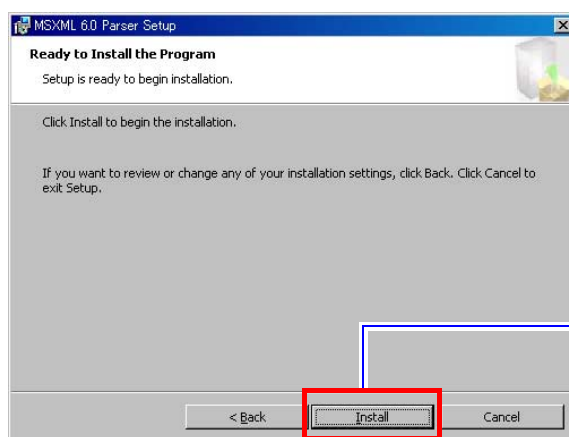 MSXML 6.0 Parser Setup
Ready to Install the Program
Setup is ready to begin installation.
Click Install to begin the installation.
If you want to review or change any of your installation settings, click Back. Click Cancel to
exit Setup.
< Back
Install
Cancel